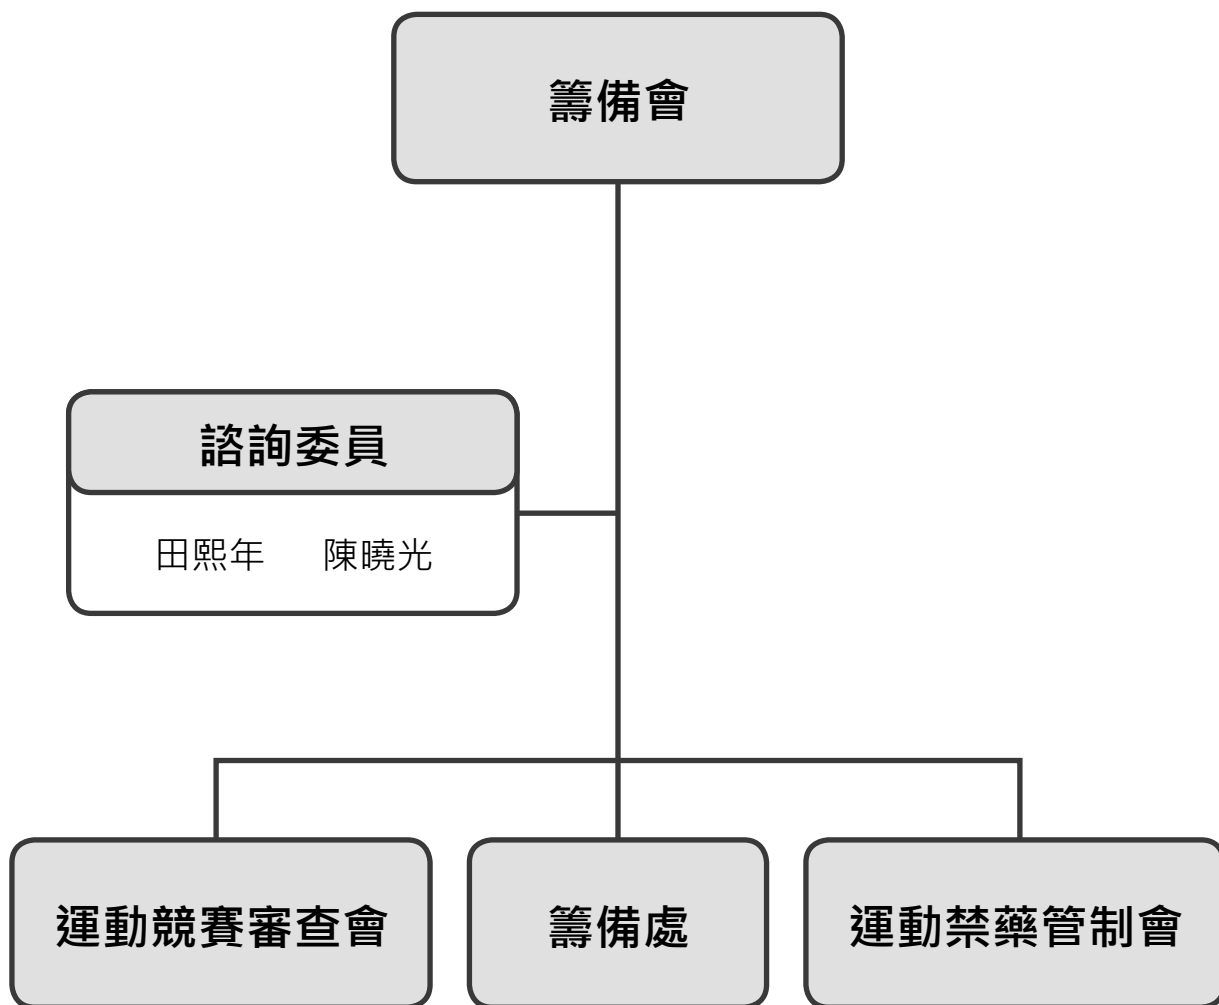 籌備會
諮詢委員
田熙年 陳曉光
運動競賽審查會
籌備處
運動禁藥管制會